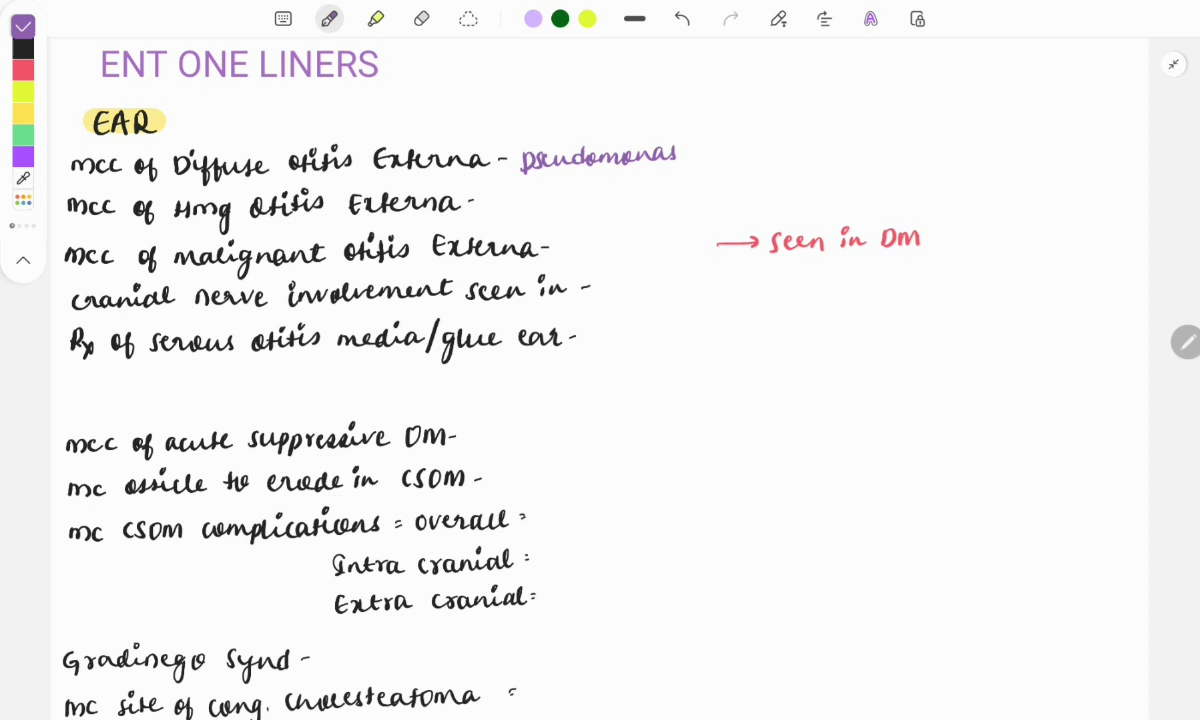 ENT ONE LINERS
EAR
mcc of Diffuse otitis Externa - pseudomonas
mcc of Hmg Otitis Externa -
mcc of malignant otitis Externa- → seen in DM
cranial nerve involvement seen in -
Rx of serous otitis media/glue ear -
mcc of acute suppressive OM-
mc ossicle to erode in CSOM -
mc CSOM complications = overall =
Intra cranial =
Extra cranial =
Gradinego Synd -
mc site of cong. Cholesteatoma =